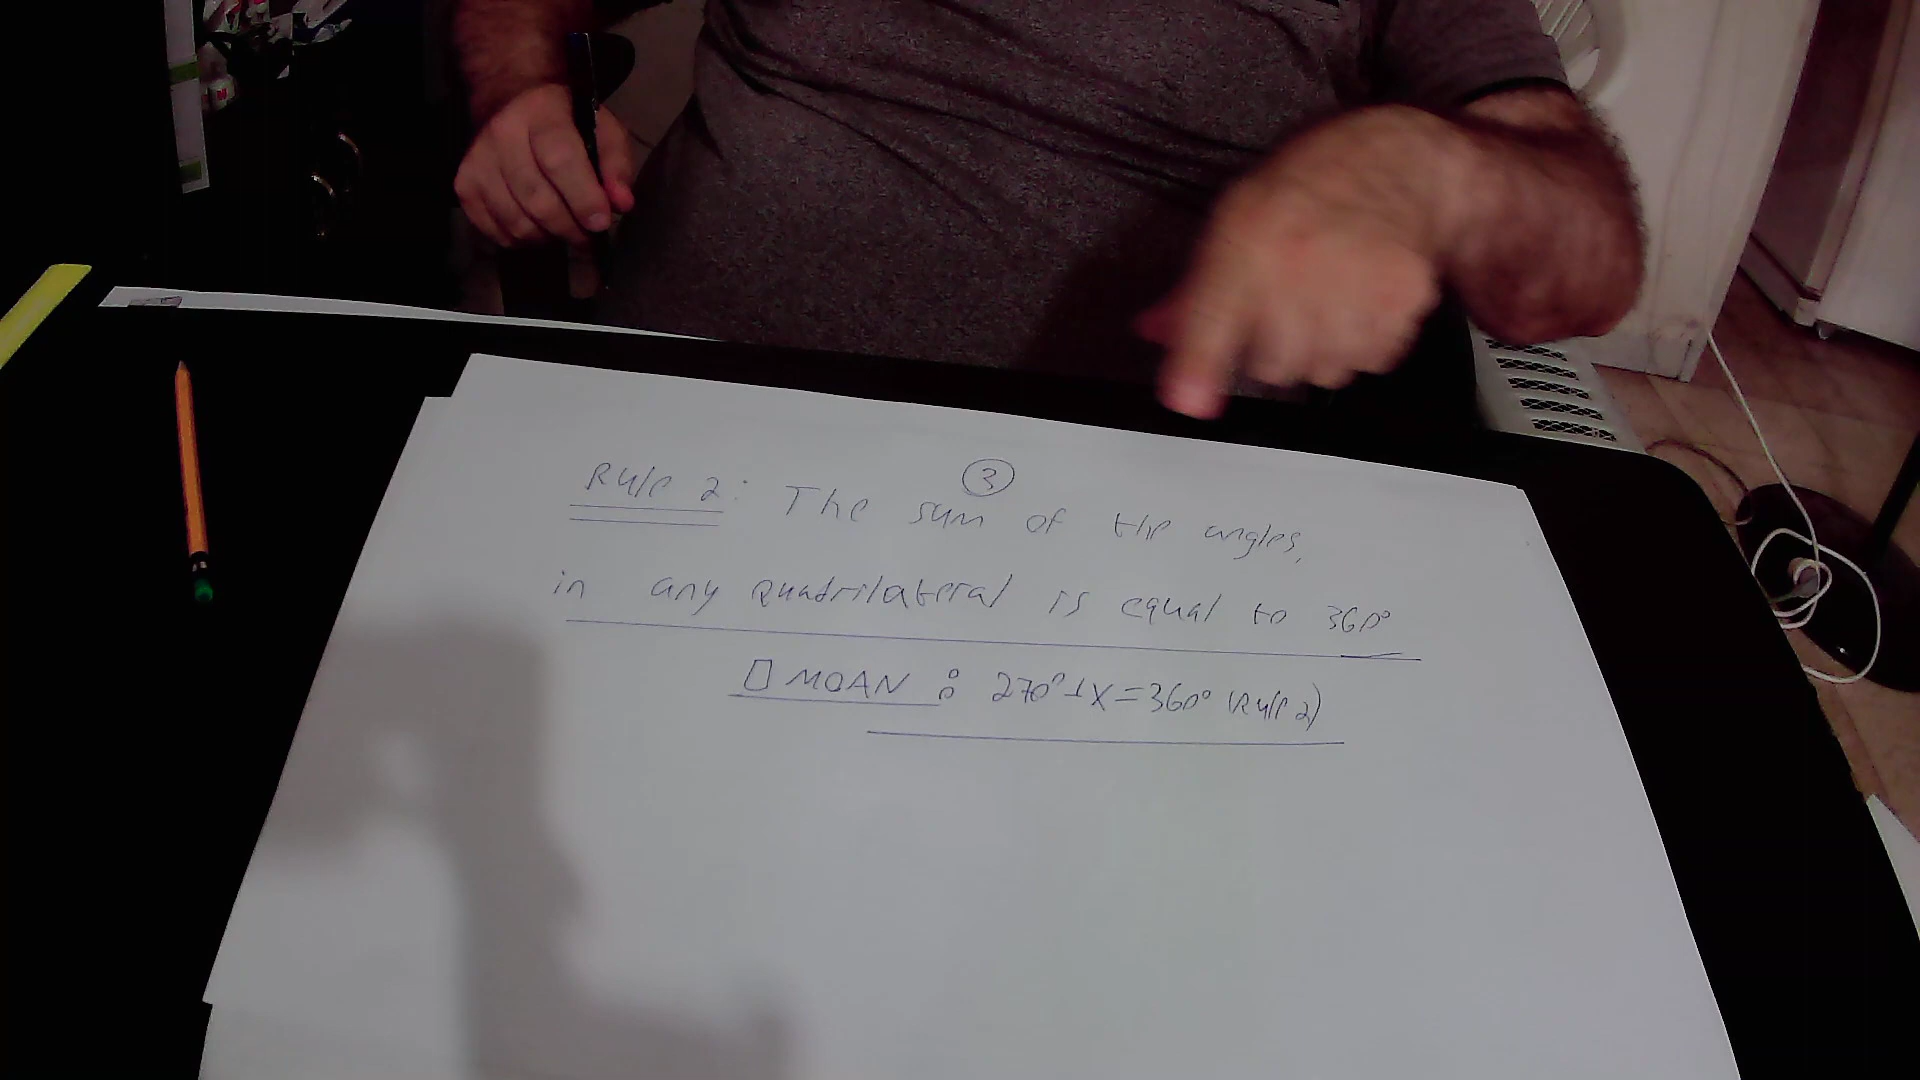 ③
Rule 2: The sum of the angles,
in any quadrilateral is equal to 360°
▯ MOAN : 270°+X=360° (Rule 2)